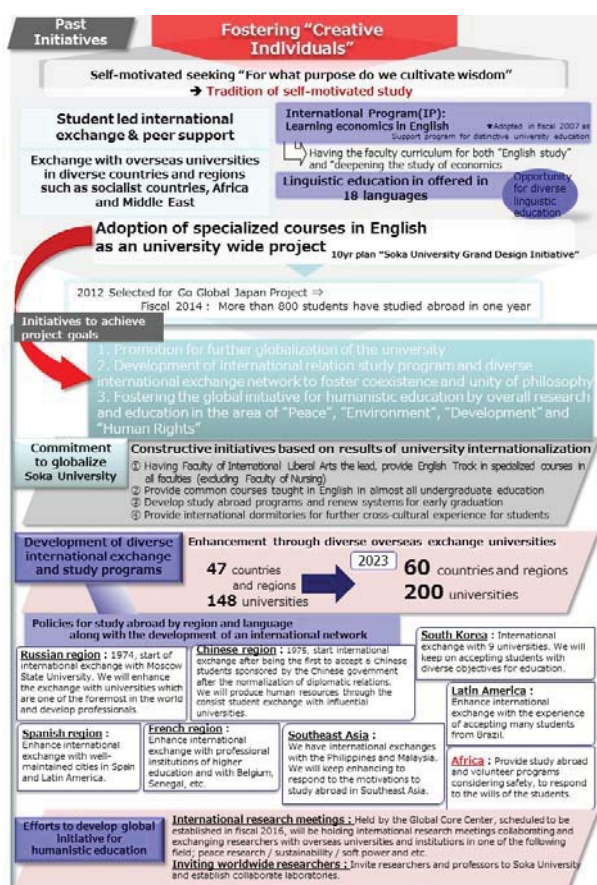 Past
Initiatives
Fostering "Creative
Individuals"
Self-motivated seeking "For what purpose do we cultivate wisdom"
➔ Tradition of self-motivated study
Student led international
exchange & peer support
Exchange with overseas universities
in diverse countries and regions
such as socialist countries, Africa
and Middle East
International Program(IP):
Learning economics in English
★Adopted in fiscal 2007 as
Support program for distinctive university education
Having the faculty curriculum for both "English study"
and "deepening the study of economics
Linguistic education in offered in
18 languages
Opportunity
for diverse
linguistic
education
Adoption of specialized courses in English
as an university wide project
10yr plan "Soka University Grand Design Initiative"
2012 Selected for Go Global Japan Project ⇒
Fiscal 2014 : More than 800 students have studied abroad in one year
Initiatives to achieve
project goals
1. Promotion for further globalization of the university
2. Development of international relation study program and diverse
international exchange network to foster coexistence and unity of philosophy
3. Fostering the global initiative for humanistic education by overall research
and education in the area of "Peace", "Environment", "Development" and
"Human Rights"
Commitment
to globalize
Soka University
Constructive initiatives based on results of university internationalization
① Having Faculty of International Liberal Arts the lead, provide English Track in specialized courses in
all faculties (excluding Faculty of Nursing)
② Provide common courses taught in English in almost all undergraduate education
③ Develop study abroad programs and renew systems for early graduation
④ Provide international dormitories for further cross-cultural experience for students
Development of diverse
international exchange
and study programs
Enhancement through diverse overseas exchange universities
47 countries
and regions
148 universities
2023
60 countries and regions
200 universities
Policies for study abroad by region and language
along with the development of an international network
Russian region : 1974, start of
international exchange with Moscow
State University. We will enhance
the exchange with universities which
are one of the foremost in the
world and develop professionals.
Chinese region : 1975, start international
exchange after being the first to accept 6 Chinese
students sponsored by the Chinese government
after the normalization of diplomatic relations.
We will produce human resources through the
consist student exchange with influential
universities.
South Korea : International
exchange with 9 universities. We will
keep on accepting students with
diverse objectives for education.
Latin America :
Enhance international
exchange with the experience
of accepting many students
from Brazil.
Spanish region :
Enhance international
exchange with well-
maintained cities in Spain
and Latin America.
French region :
Enhance international
exchange with professional
institutions of higher
education and with Belgium,
Senegal, etc.
Southeast Asia :
We have international exchanges
with the Philippines and Malaysia.
We will keep enhancing to
respond to the motivations to
study abroad in Southeast Asia.
Africa : Provide study abroad
and volunteer programs
considering safety, to respond
to the wills of the students.
Efforts to develop global
initiative for
humanistic education
International research meetings : Held by the Global Core Center, scheduled to be
established in fiscal 2016, will be holding international research meetings collaborating and
exchanging researchers with overseas universities and institutions in one of the following
field; peace research / sustainability / soft power and etc.
Inviting worldwide researchers : Invite researchers and professors to Soka University
and establish collaborate laboratories.